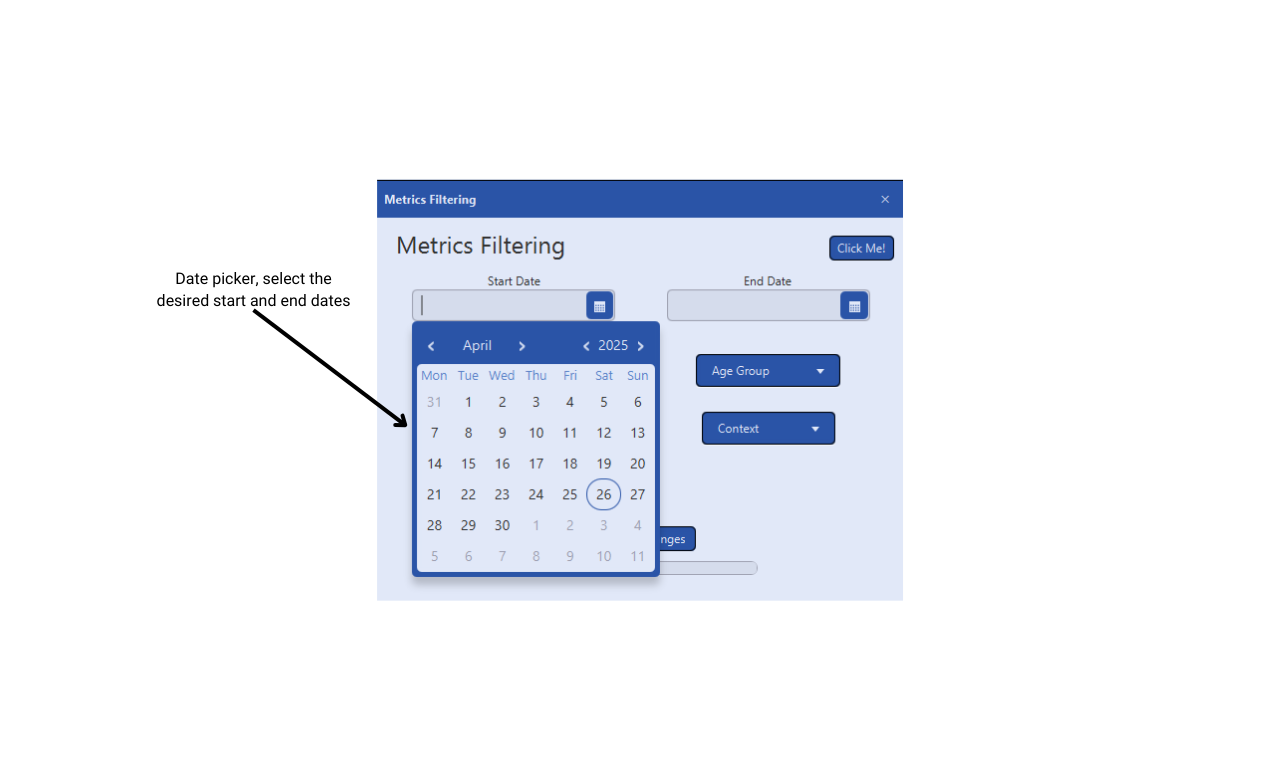 Metrics Filtering
Metrics Filtering
Click Me!
Start Date
End Date
Date picker, select the
desired start and end dates
April
2025
Mon Tue Wed Thu Fri Sat Sun
31 1 2 3 4 5 6
7 8 9 10 11 12 13
14 15 16 17 18 19 20
21 22 23 24 25 26 27
28 29 30 1 2 3 4
5 6 7 8 9 10 11
Age Group
Context
nges